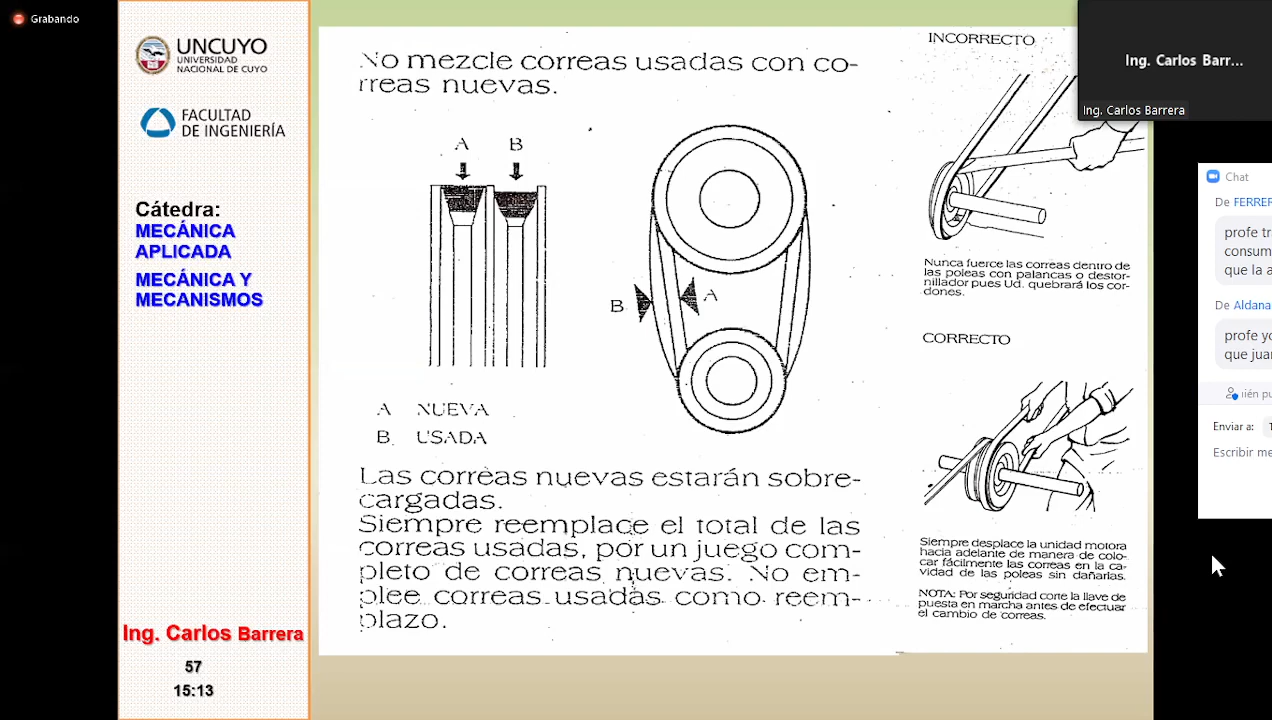 Grabando
UNCUYO
UNIVERSIDAD
NACIONAL DE CUYO
FACULTAD
DE INGENIERÍA
Cátedra:
MECÁNICA
APLICADA
MECÁNICA Y
MECANISMOS
Ing. Carlos Barrera
57
15:13
No mezcle correas usadas con co-
rreas nuevas.
A B
B A
A NUEVA
B. USADA
Las correas nuevas estarán sobre-
cargadas.
Siempre reemplace el total de las
correas usadas, por un juego com-
pleto de correas nuevas. No em-
plee correas usadas como reem-
plazo.
INCORRECTO
Nunca fuerce las correas dentro de
las poleas con palancas o destor-
nillador pues Ud. quebrará los cor-
dones.
CORRECTO
Siempre desplace la unidad motora
hacia adelante de manera de colo-
car fácilmente las correas en la ca-
vidad de las poleas sin dañarlas.
NOTA: Por seguridad corte la llave de
puesta en marcha antes de efectuar
el cambio de correas.
Ing. Carlos Barr...
Ing. Carlos Barrera
Chat
De FERRER
profe
consum
que la a
De Aldana
profe yo
que
Enviar a:
Escribir